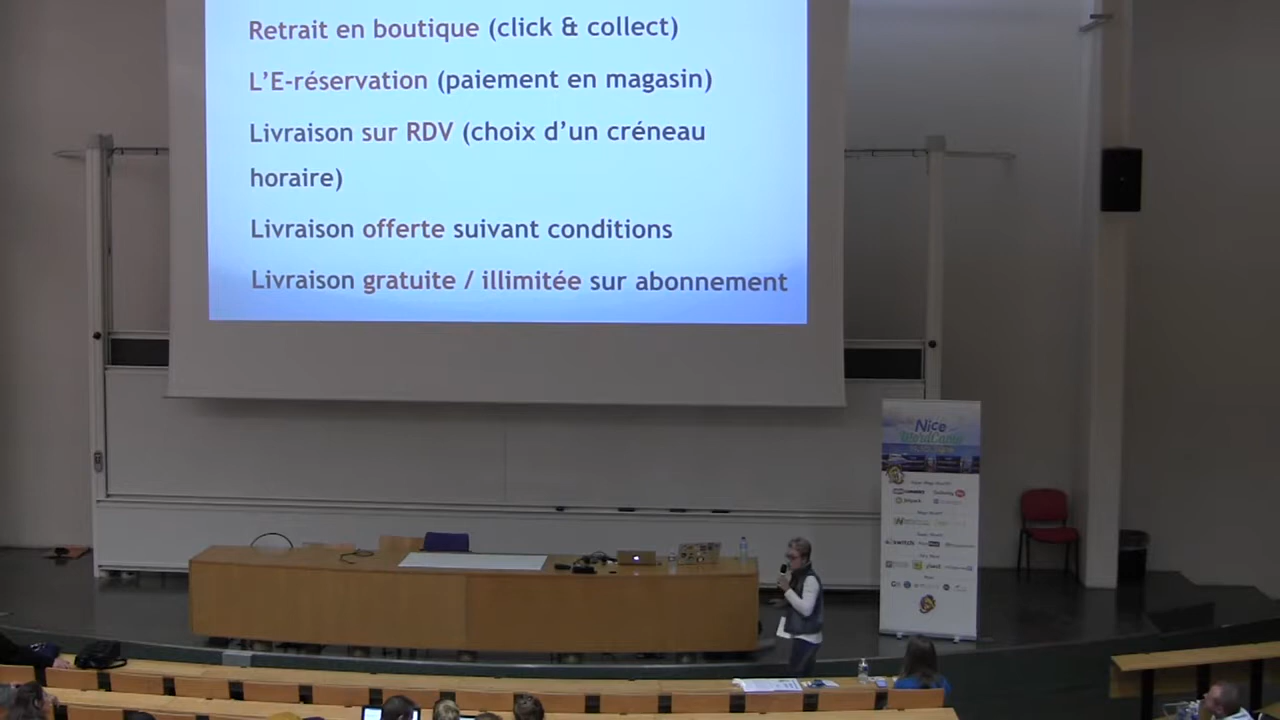 Retrait en boutique (click & collect)
L'E-réservation (paiement en magasin)
Livraison sur RDV (choix d'un créneau
horaire)
Livraison offerte suivant conditions
Livraison gratuite / illimitée sur abonnement
Nice
WordCamp